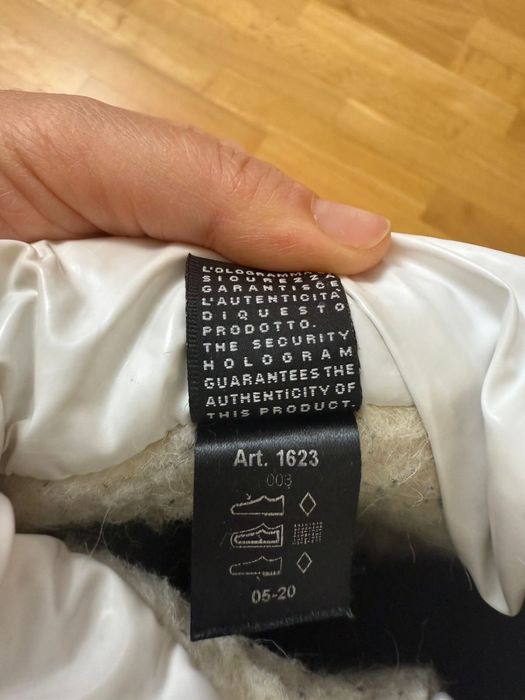 L'OLOGRAMMA
SICUREZZA
GARANTISCE
L'AUTENTICITÀ
DI QUESTO
PRODOTTO.
THE SECURITY
HOLOGRAM
GUARANTEES THE
AUTHENTICITY OF
THIS PRODUCT.
Art. 1623
003
05-20